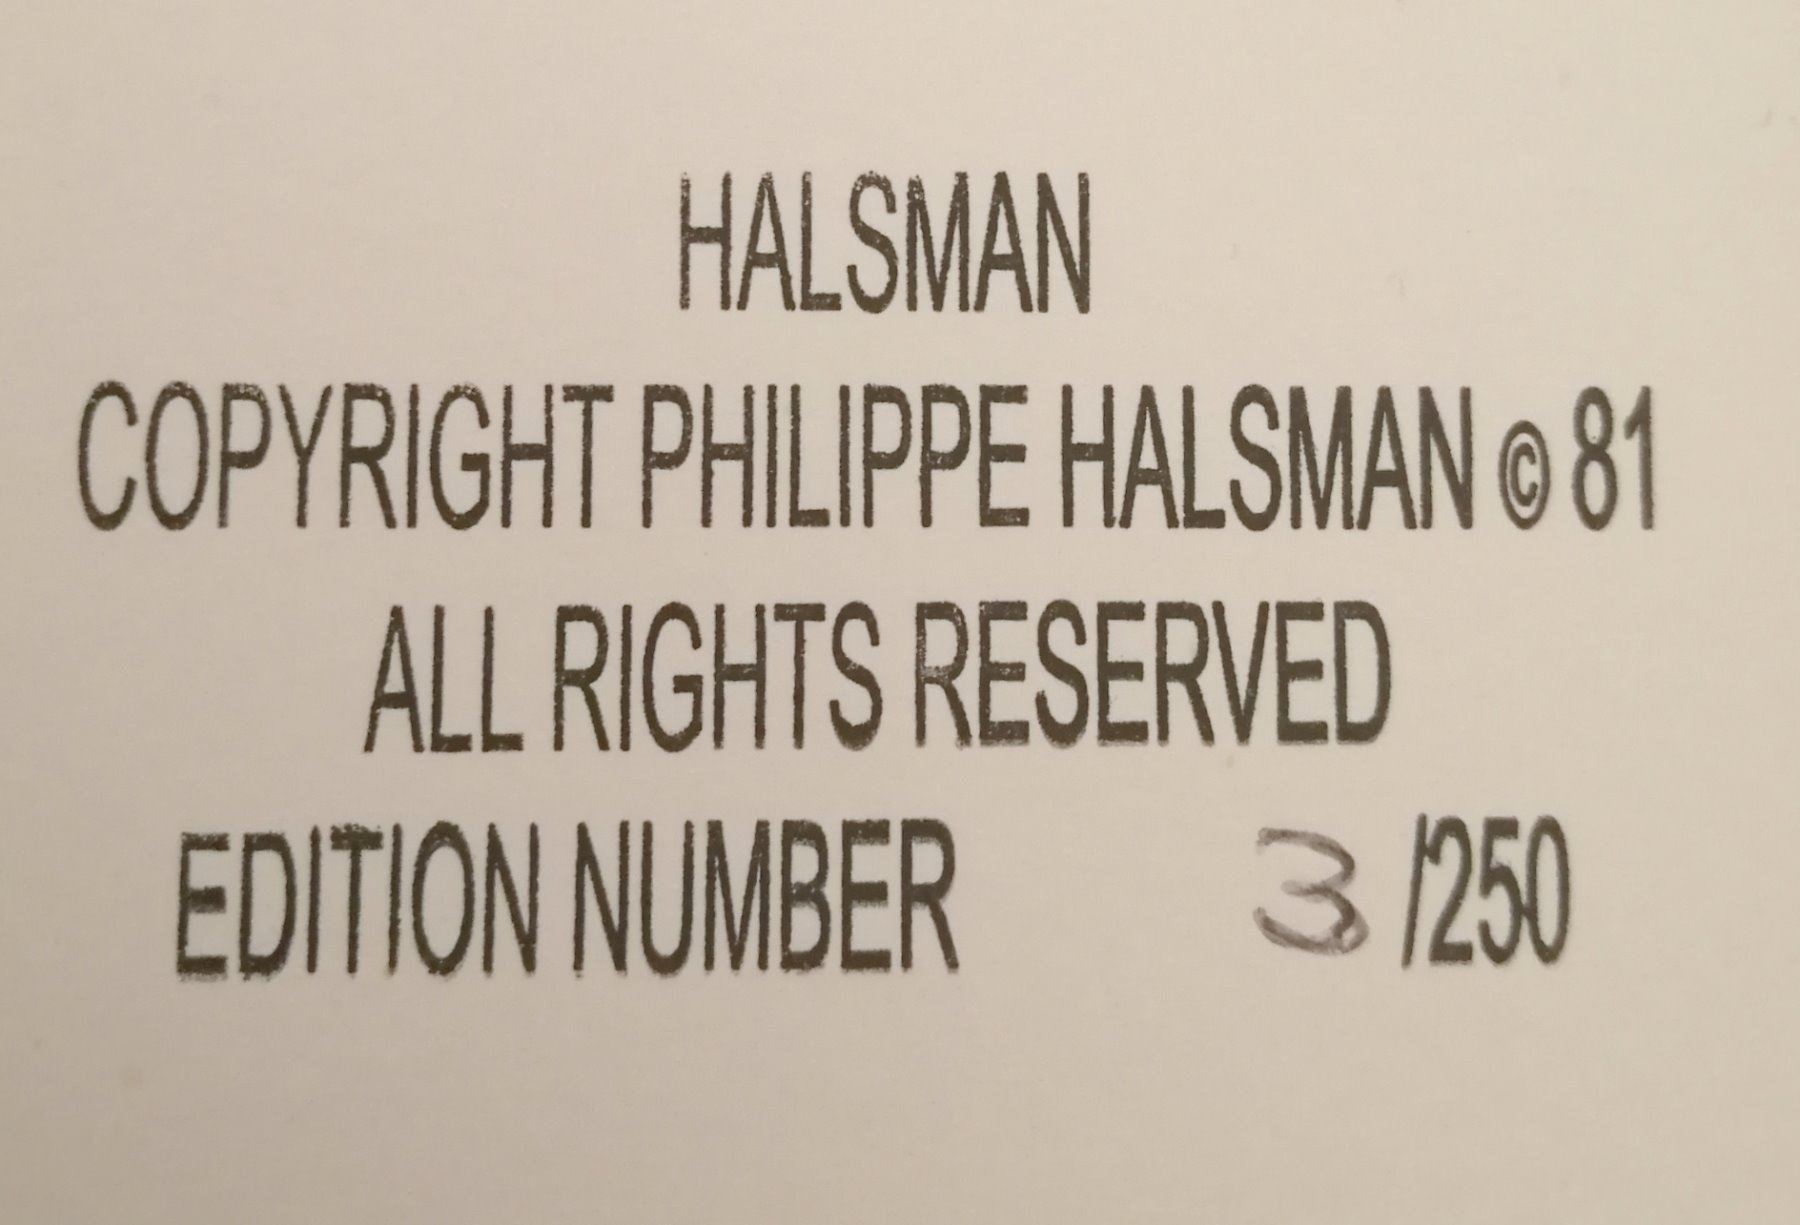 HALSMAN
COPYRIGHT PHILIPPE HALSMAN © 81
ALL RIGHTS RESERVED
EDITION NUMBER 3 /250